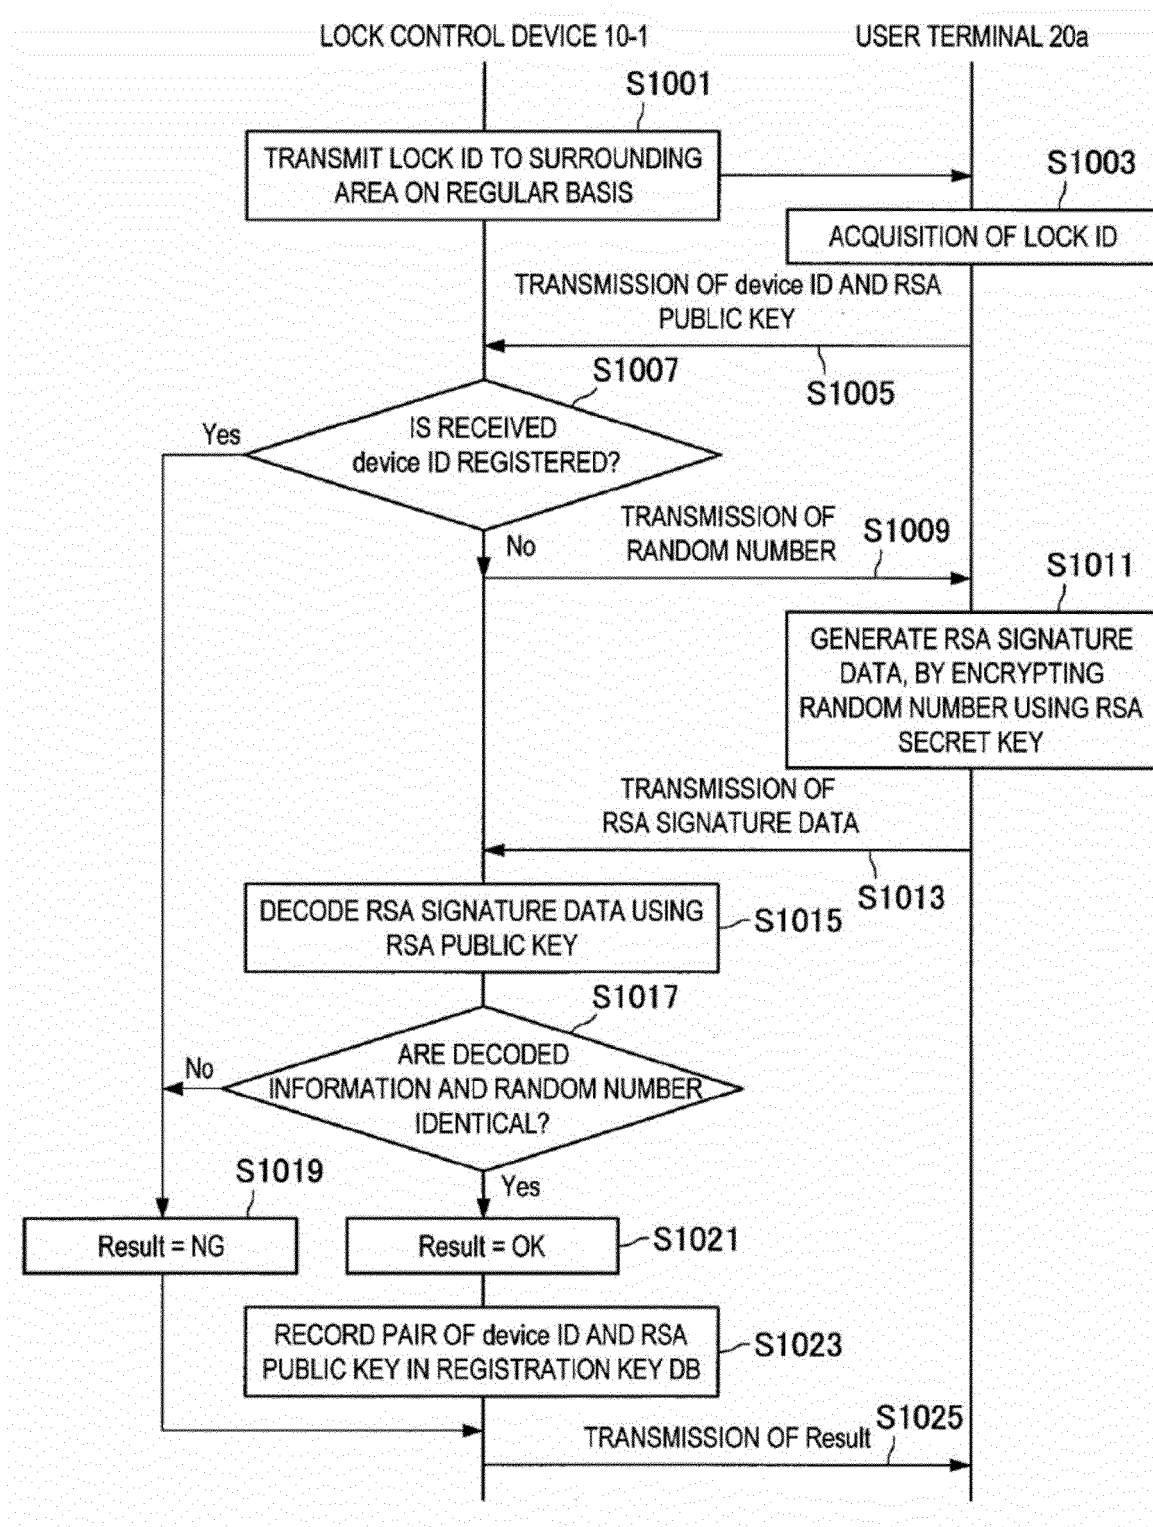 LOCK CONTROL DEVICE 10-1
USER TERMINAL 20a
S1001
TRANSMIT LOCK ID TO SURROUNDING
AREA ON REGULAR BASIS
S1003
ACQUISITION OF LOCK ID
TRANSMISSION OF device ID AND RSA
PUBLIC KEY
S1005
S1007
IS RECEIVED
device ID REGISTERED?
Yes
No
TRANSMISSION OF
RANDOM NUMBER
S1009
S1011
GENERATE RSA SIGNATURE
DATA, BY ENCRYPTING
RANDOM NUMBER USING RSA
SECRET KEY
TRANSMISSION OF
RSA SIGNATURE DATA
S1013
DECODE RSA SIGNATURE DATA USING
RSA PUBLIC KEY
S1015
S1017
ARE DECODED
INFORMATION AND RANDOM NUMBER
IDENTICAL?
No
Yes
S1019
Result = NG
Result = OK
S1021
RECORD PAIR OF device ID AND RSA
PUBLIC KEY IN REGISTRATION KEY DB
S1023
TRANSMISSION OF Result
S1025